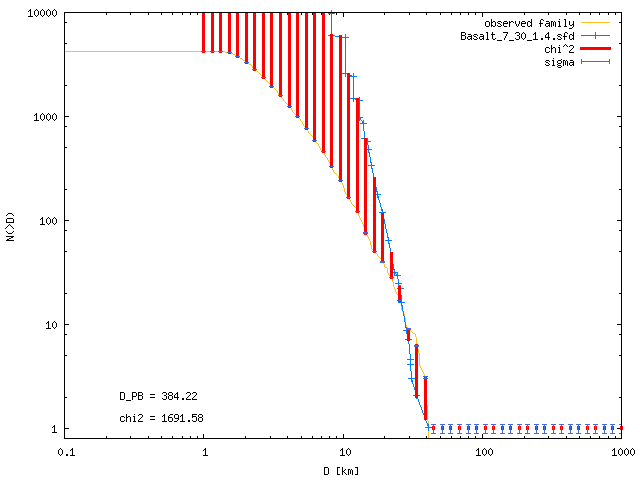 10000
1000
100
10
1
N(>D)
observed family
Basalt_7_30_1.4.sfd
chi^2
sigma
D_PB = 384.22
chi2 = 1691.58
0.1 1 10 100 1000
D [km]